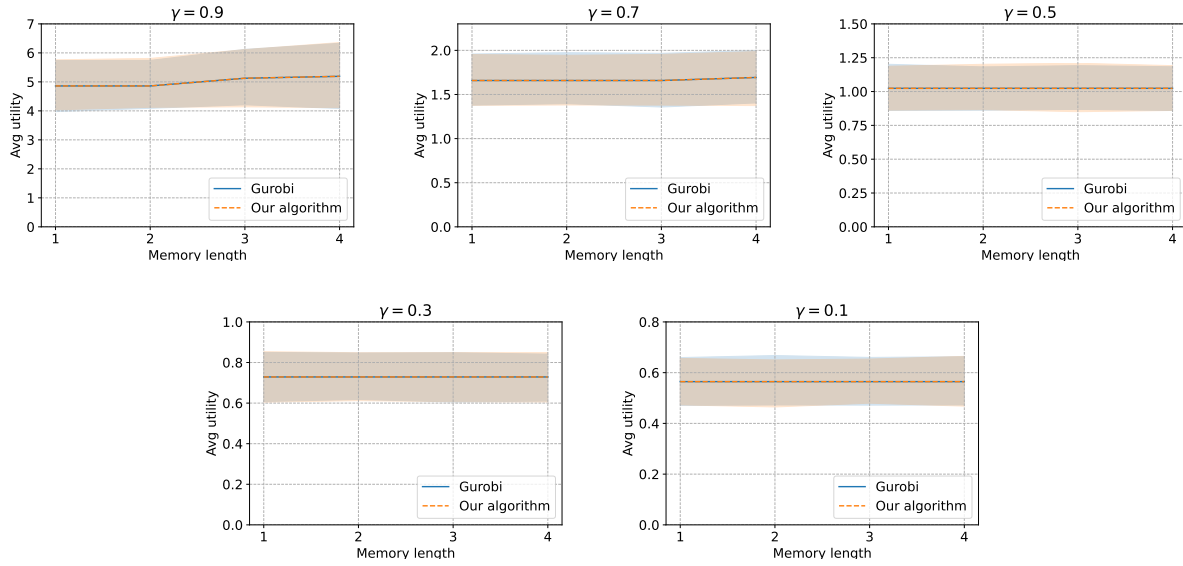 γ = 0.9
7
6
5
4
3
2
1
0
Avg utility
Gurobi
Our algorithm
1 2 3 4
Memory length
γ = 0.7
2.0
1.5
1.0
0.5
0.0
Avg utility
Gurobi
Our algorithm
1 2 3 4
Memory length
γ = 0.5
1.50
1.25
1.00
0.75
0.50
0.25
0.00
Avg utility
Gurobi
Our algorithm
1 2 3 4
Memory length
γ = 0.3
1.0
0.8
0.6
0.4
0.2
0.0
Avg utility
Gurobi
Our algorithm
1 2 3 4
Memory length
γ = 0.1
0.8
0.6
0.4
0.2
0.0
Avg utility
Gurobi
Our algorithm
1 2 3 4
Memory length